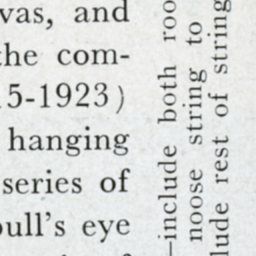 vas, and
the com-
15-1923)
hanging
series of
bull's eye
—include both roo
noose string to
lude rest of string